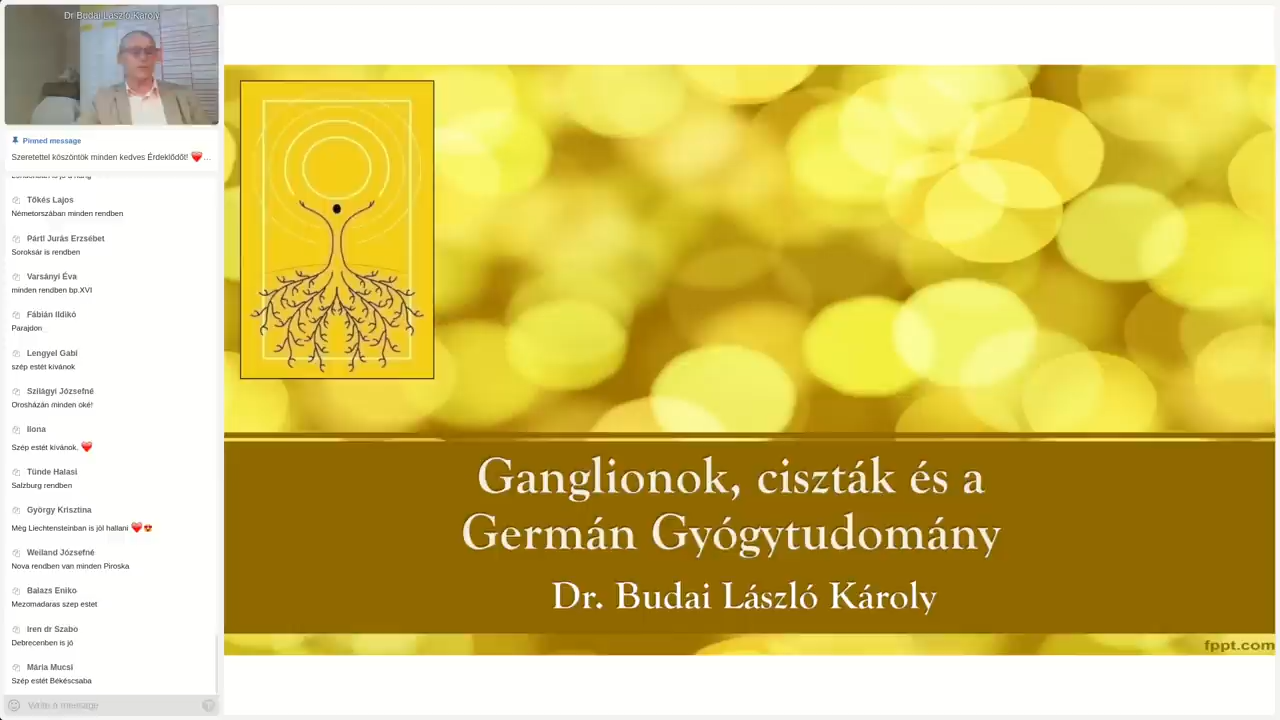 Dr Budai László Károly
Pinned message
Szeretettel köszöntök minden kedves Érdeklődőt! ❤️...
Tőkés Lajos
Németorszában minden rendben
Pártl Jurás Erzsébet
Soroksár is rendben
Varsányi Éva
minden rendben bp.XVI
Fábián Ildikó
Parajdon
Lengyel Gabi
szép estét kívánok
Szilágyi Józsefné
Orosházán minden oké!
Ilona
Szép estét kívánok. ❤️
Tünde Halasi
Salzburg rendben
György Krisztina
Még Liechtensteinban is jól hallani ❤️😍
Weiland Józsefné
Nova rendben van minden Piroska
Balazs Eniko
Mezomadaras szep estet
Iren dr Szabo
Debrecenben is jó
Mária Mucsi
Szép estét Békéscsaba
Write a message
Ganglionok, ciszták és a
Germán Gyógytudomány
Dr. Budai László Károly
fppt.com